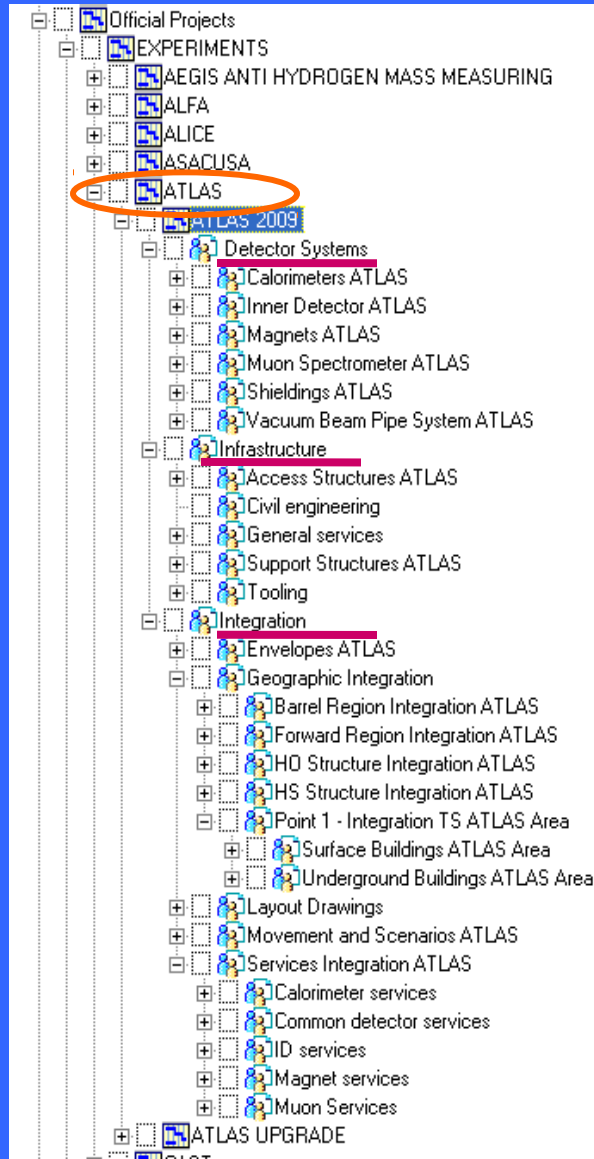 Official Projects
EXPERIMENTS
AEGIS ANTI HYDROGEN MASS MEASURING
ALFA
ALICE
ASACUSA
ATLAS
ATLAS 2009
Detector Systems
Calorimeters ATLAS
Inner Detector ATLAS
Magnets ATLAS
Muon Spectrometer ATLAS
Shieldings ATLAS
Vacuum Beam Pipe System ATLAS
Infrastructure
Access Structures ATLAS
Civil engineering
General services
Support Structures ATLAS
Tooling
Integration
Envelopes ATLAS
Geographic Integration
Barrel Region Integration ATLAS
Forward Region Integration ATLAS
HO Structure Integration ATLAS
HS Structure Integration ATLAS
Point 1 - Integration TS ATLAS Area
Surface Buildings ATLAS Area
Underground Buildings ATLAS Area
Layout Drawings
Movement and Scenarios ATLAS
Services Integration ATLAS
Calorimeter services
Common detector services
ID services
Magnet services
Muon Services
ATLAS UPGRADE